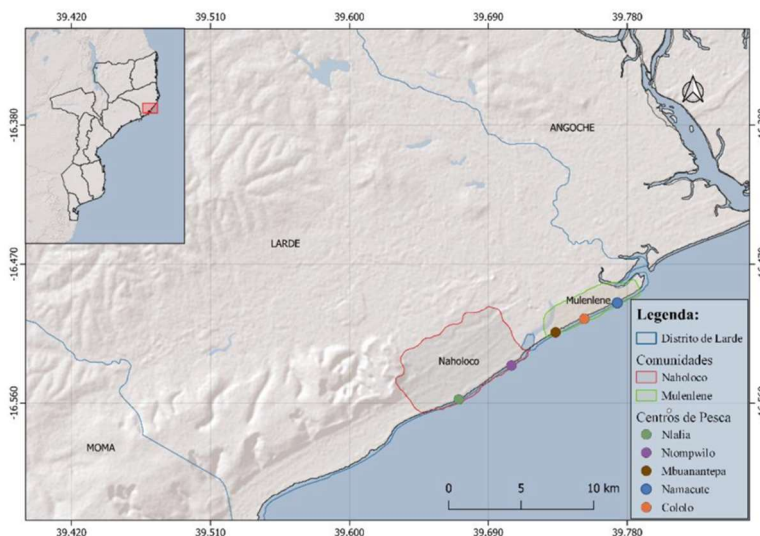 39.420 39.510 39.600 39.690 39.780
-16.380
ANGOCHE
LARDE
-16.470
Mulenlene
Naholoco
-16.560
MOMA
0 5 10 km
Legenda:
Distrito de Larde
Comunidades
Naholoco
Mulenlene
Centros de Pesca
Nlalia
Ntompwilo
Mbuanantepa
Namacute
Cololo
39.420 39.510 39.600 39.690 39.780